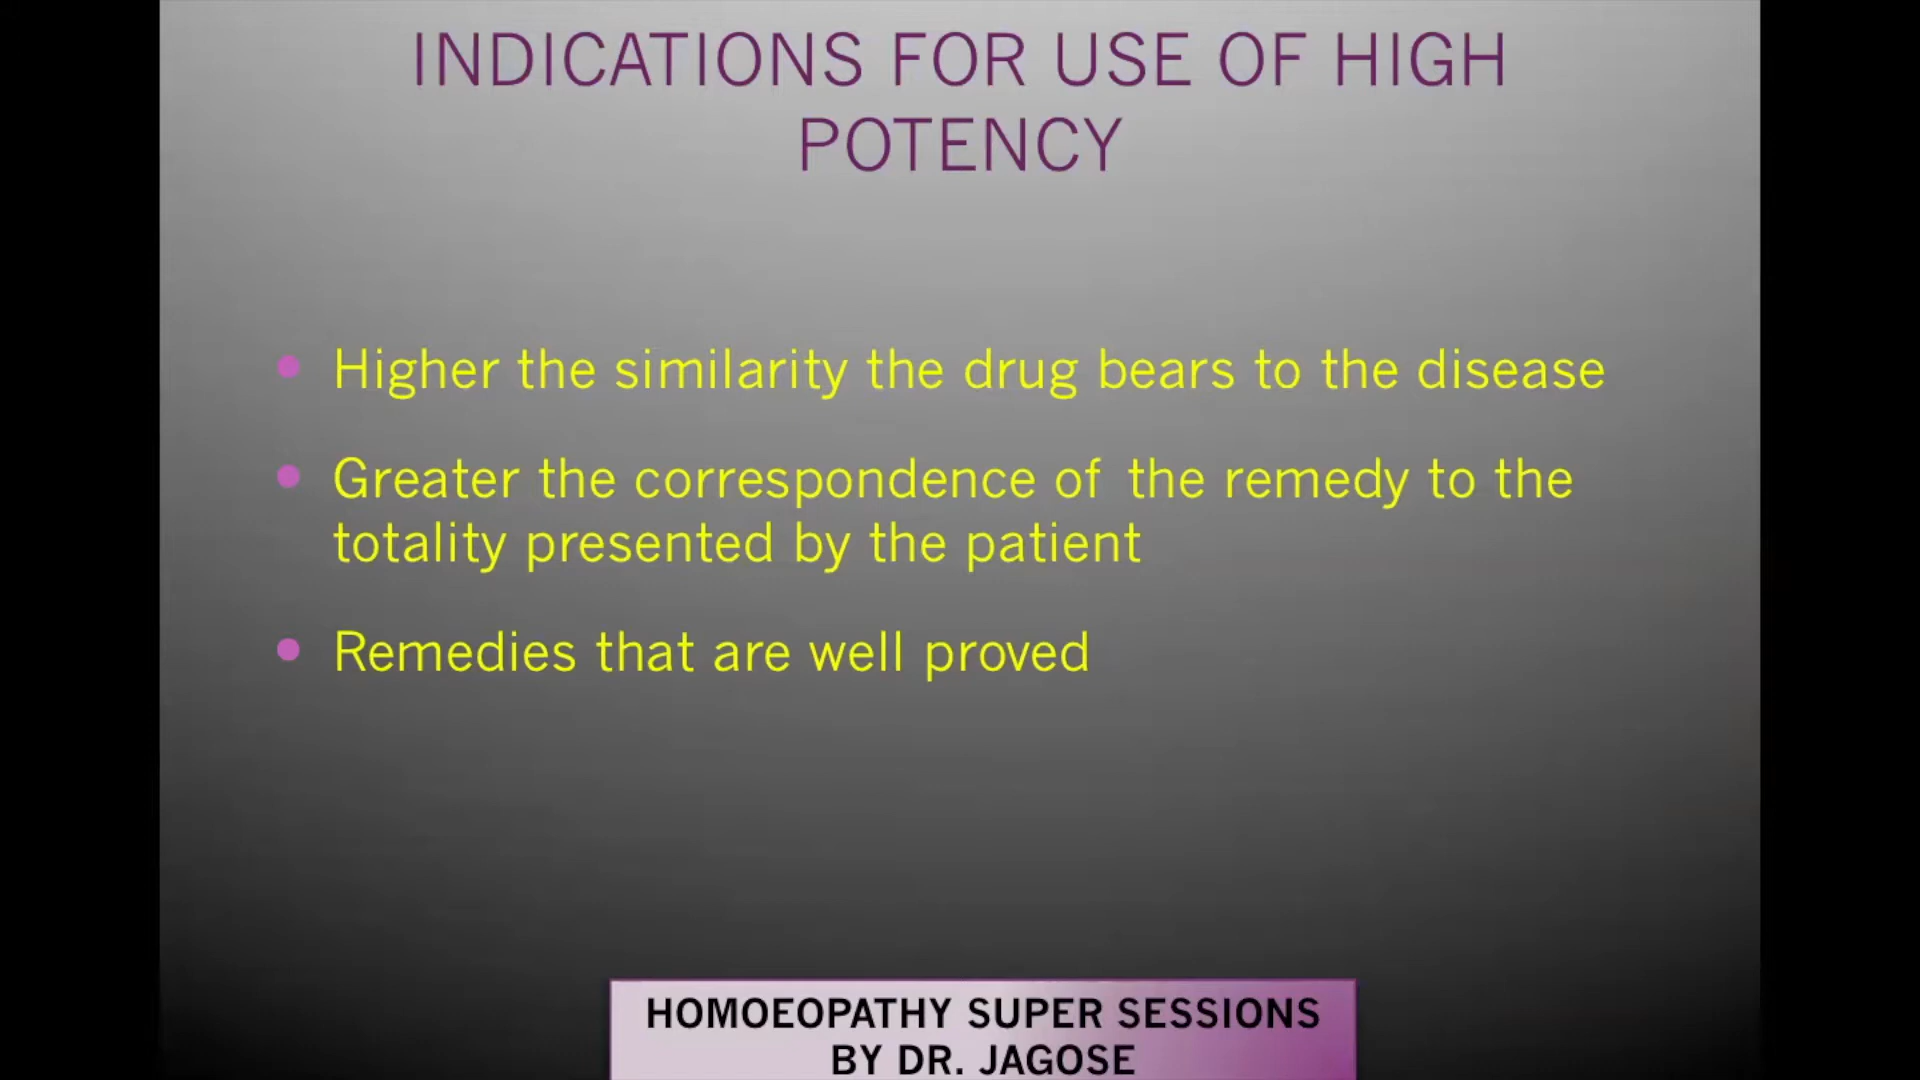 INDICATIONS FOR USE OF HIGH
POTENCY
• Higher the similarity the drug bears to the disease
• Greater the correspondence of the remedy to the
totality presented by the patient
• Remedies that are well proved
HOMOEOPATHY SUPER SESSIONS
BY DR. JAGOSE